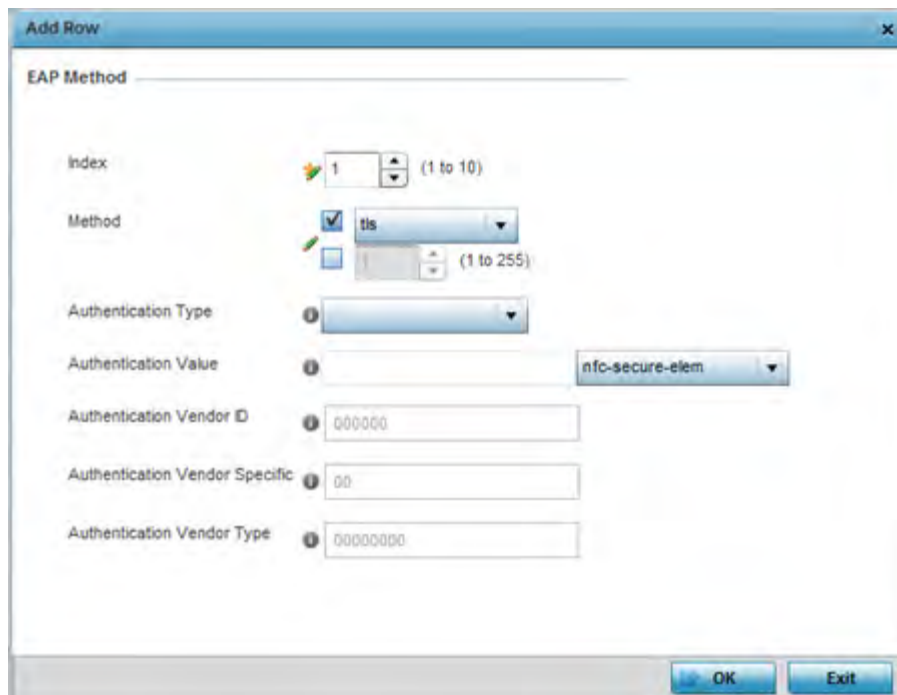 Add Row
EAP Method
Index 1 (1 to 10)
Method tls
1 (1 to 255)
Authentication Type
Authentication Value nfc-secure-elem
Authentication Vendor ID 000000
Authentication Vendor Specific 00
Authentication Vendor Type 00000000
OK Exit